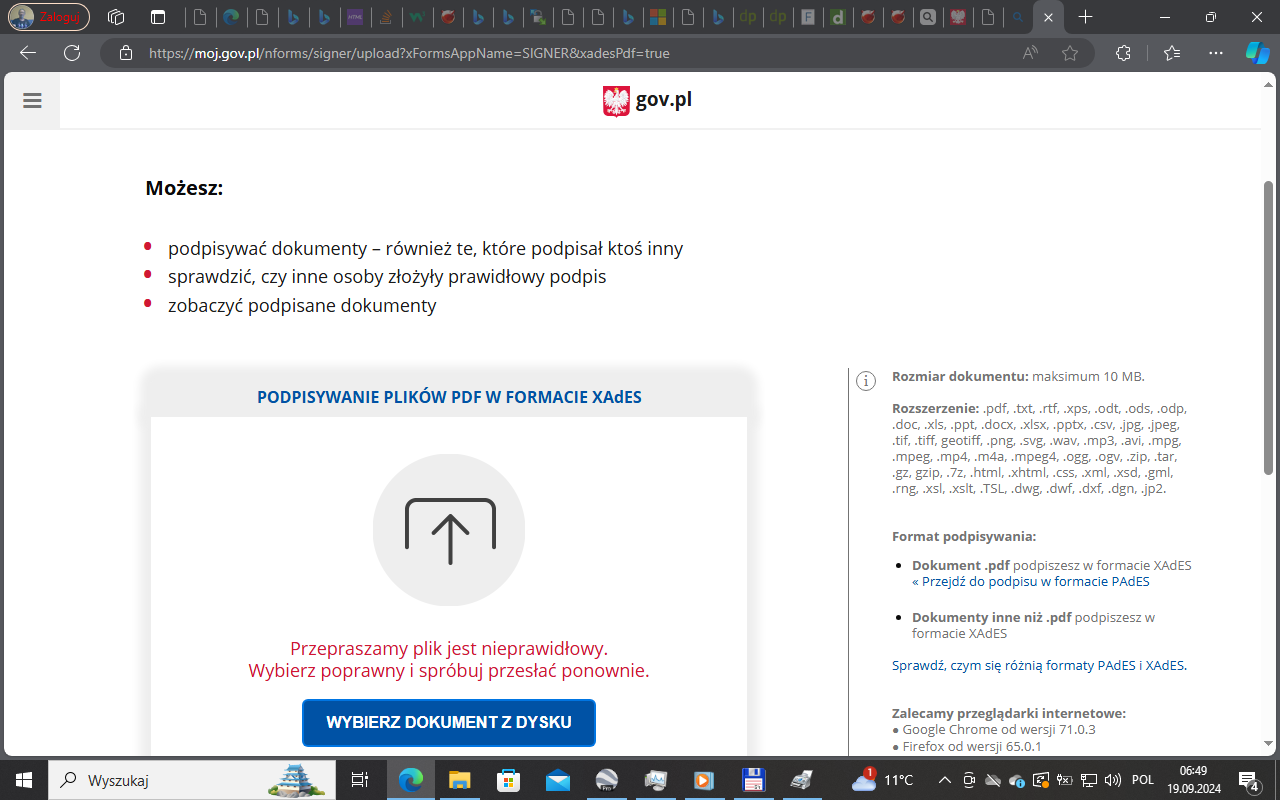 Zaloguj
https://moj.gov.pl/nforms/signer/upload?xFormsAppName=SIGNER&xadesPdf=true
gov.pl
Możesz:
podpisywać dokumenty – również te, które podpisał ktoś inny
sprawdzić, czy inne osoby złożyły prawidłowy podpis
zobaczyć podpisane dokumenty
PODPISYWANIE PLIKÓW PDF W FORMACIE XAdES
Przepraszamy plik jest nieprawidłowy.
Wybierz poprawny i spróbuj przesłać ponownie.
WYBIERZ DOKUMENT Z DYSKU
Rozmiar dokumentu: maksimum 10 MB.
Rozszerzenie: .pdf, .txt, .rtf, .xps, .odt, .ods, .odp,
.doc, .xls, .ppt, .docx, .xlsx, .pptx, .csv, .jpg, .jpeg,
.tif, .tiff, geotiff, .png, .svg, .wav, .mp3, .avi, .mpg,
.mpeg, .mp4, .m4a, .mpeg4, .ogg, .ogv, .zip, .tar,
.gz, gzip, .7z, .html, .xhtml, .css, .xml, .xsd, .gml,
.rng, .xsl, .xslt, .TSL, .dwg, .dwf, .dxf, .dgn, .jp2.
Format podpisywania:
Dokument .pdf podpiszesz w formacie XAdES
« Przejdź do podpisu w formacie PAdES
Dokumenty inne niż .pdf podpiszesz w
formacie XAdES
Sprawdź, czym się różnią formaty PAdES i XAdES.
Zalecamy przeglądarki internetowe:
● Google Chrome od wersji 71.0.3
● Firefox od wersji 65.0.1
Wyszukaj
1
11°C
POL
06:49
19.09.2024
4